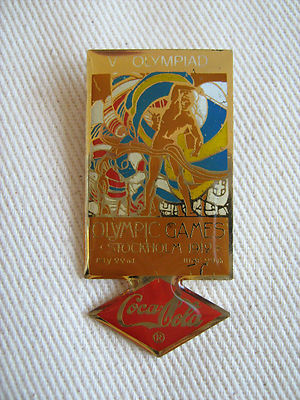 V OLYMPIAD
OLYMPIC GAMES
STOCKHOLM 1912
Coca-Cola
®